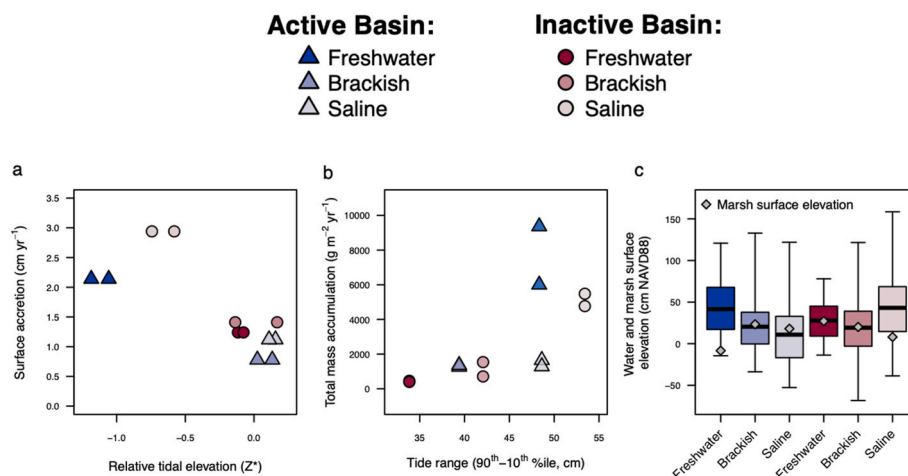 Active Basin:
Freshwater
Brackish
Saline
Inactive Basin:
Freshwater
Brackish
Saline
a
Surface accretion (cm yr⁻¹)
3.5
3.0
2.5
2.0
1.5
1.0
0.5
0.0
−1.0
−0.5
0.0
Relative tidal elevation (Z*)
b
Total mass accumulation (g m⁻² yr⁻¹)
10000
8000
6000
4000
2000
0
35
40
45
50
55
Tide range (90th−10th %ile, cm)
c
Water and marsh surface
elevation (cm NAVD88)
Marsh surface elevation
150
100
50
0
−50
Freshwater
Brackish
Saline
Freshwater
Brackish
Saline